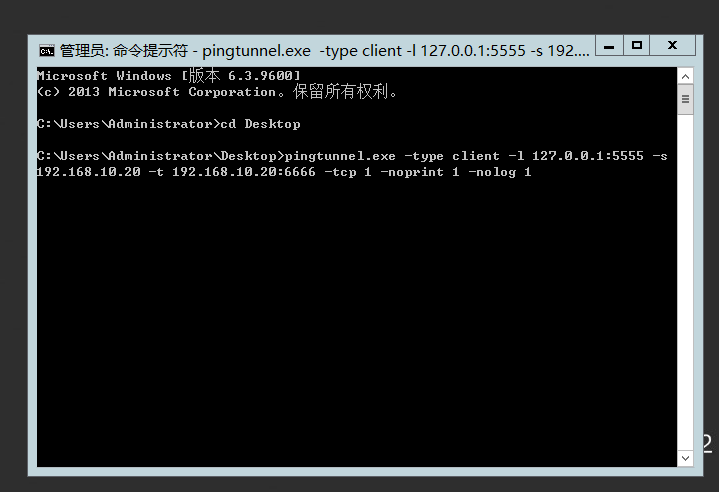 管理员: 命令提示符 - pingtunnel.exe  -type client -l 127.0.0.1:5555 -s 192....
Microsoft Windows [版本 6.3.9600]
(c) 2013 Microsoft Corporation。保留所有权利。
C:\Users\Administrator>cd Desktop
C:\Users\Administrator\Desktop>pingtunnel.exe -type client -l 127.0.0.1:5555 -s
192.168.10.20 -t 192.168.10.20:6666 -tcp 1 -noprint 1 -nolog 1
2